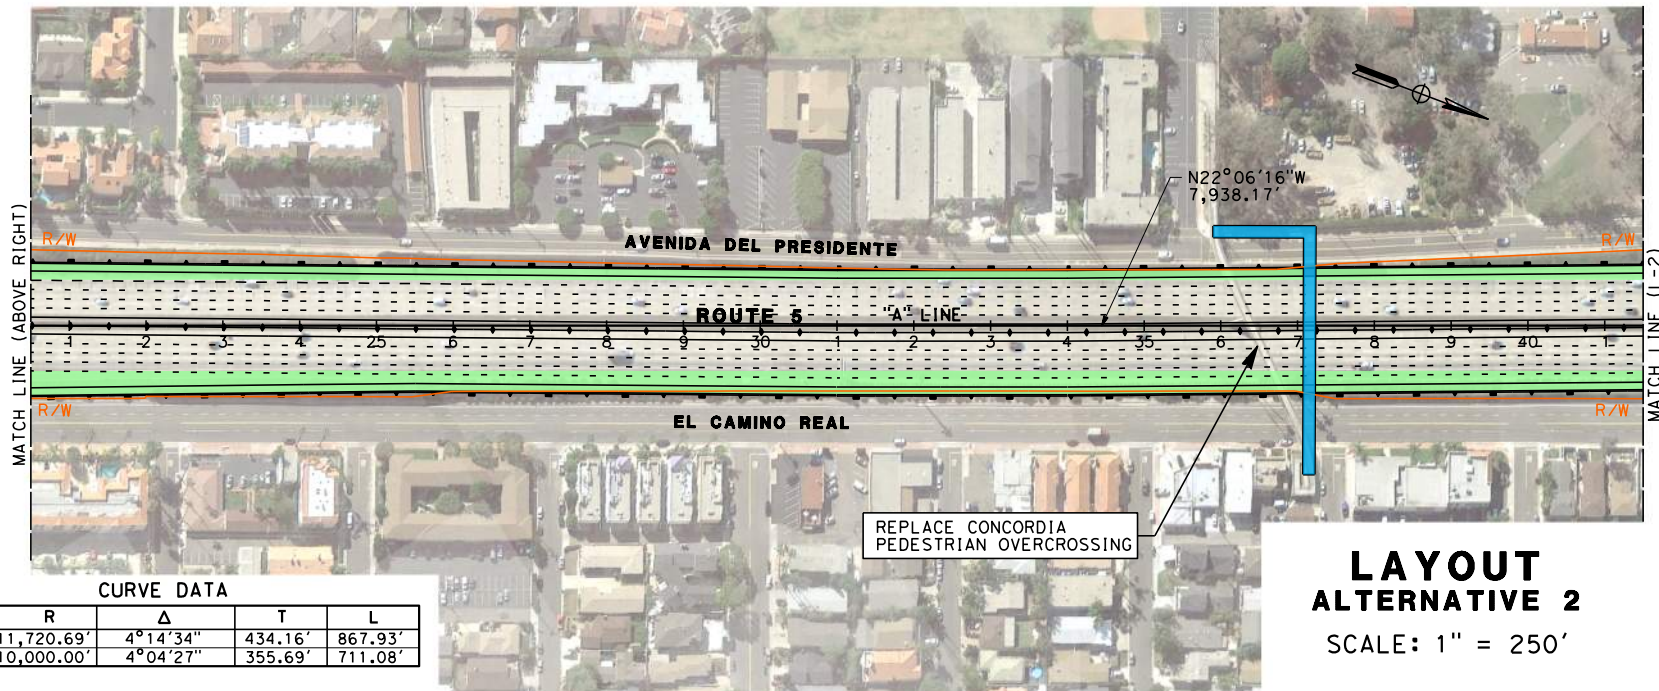 N22°06'16"W
7,938.17'
MATCH LINE (ABOVE RIGHT)
R/W
AVENIDA DEL PRESIDENTE
R/W
MATCH LINE (L-2)
ROUTE 5
"A" LINE
1 2 3 4 25 6 7 8 9 30 1 2 3 4 35 6 7 8 9 40 1
R/W
EL CAMINO REAL
R/W
REPLACE CONCORDIA
PEDESTRIAN OVERCROSSING
CURVE DATA
R Δ T L
11,720.69' 4°14'34" 434.16' 867.93'
10,000.00' 4°04'27" 355.69' 711.08'
LAYOUT
ALTERNATIVE 2
SCALE: 1" = 250'